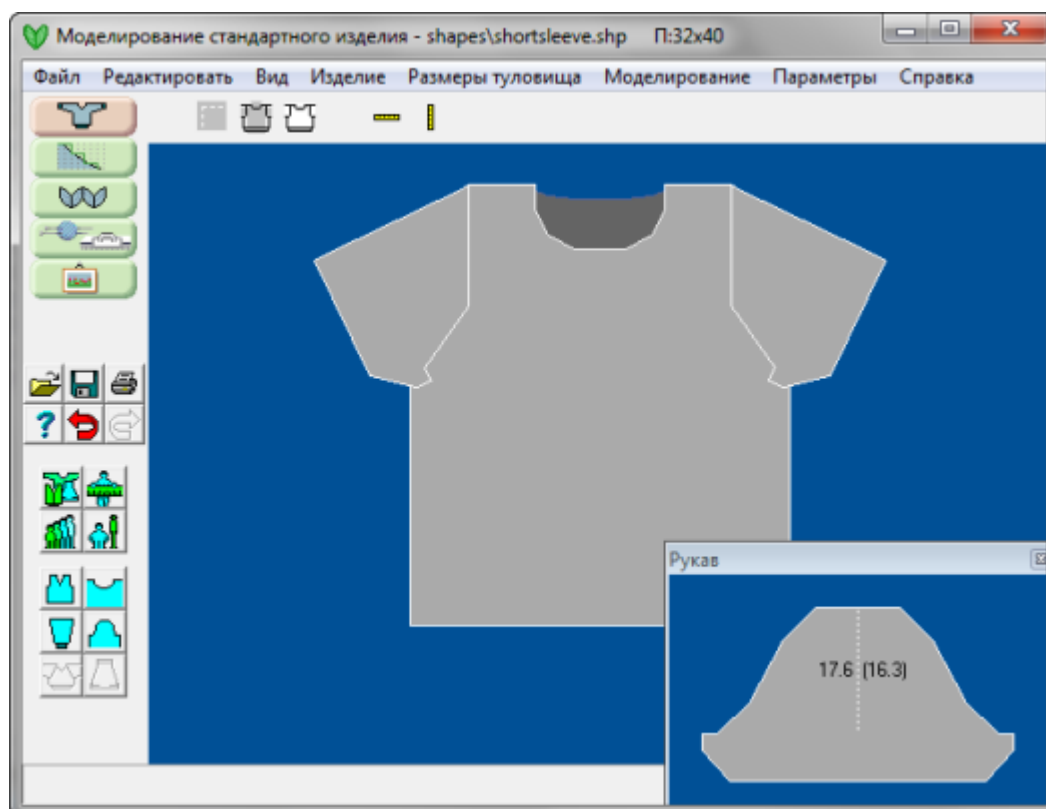 Моделирование стандартного изделия - shapes\shortsleeve.shp П:32x40
Файл Редактировать Вид Изделие Размеры туловища Моделирование Параметры Справка
Рукав
17.6 (16.3)